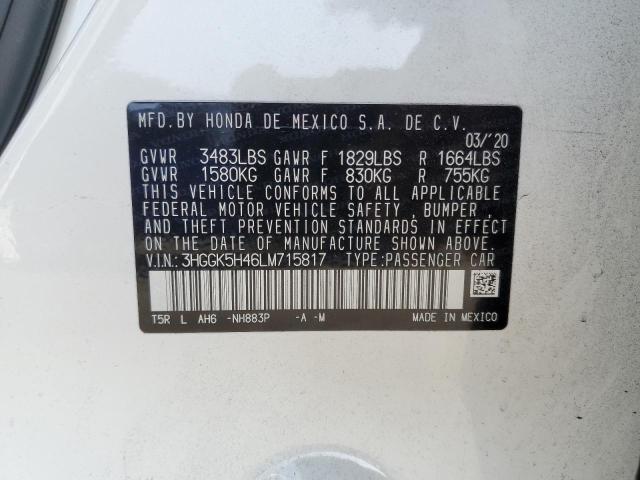 MFD. BY HONDA DE MEXICO S.A. DE C.V.
03/'20
GVWR 3483LBS GAWR F 1829LBS R 1664LBS
GVWR 1580KG GAWR F 830KG R 755KG
THIS VEHICLE CONFORMS TO ALL APPLICABLE
FEDERAL MOTOR VEHICLE SAFETY , BUMPER ,
AND THEFT PREVENTION STANDARDS IN EFFECT
ON THE DATE OF MANUFACTURE SHOWN ABOVE.
V.I.N.: 3HGGK5H46LM715817 TYPE:PASSENGER CAR
T5R L AH6 -NH883P -A -M MADE IN MEXICO